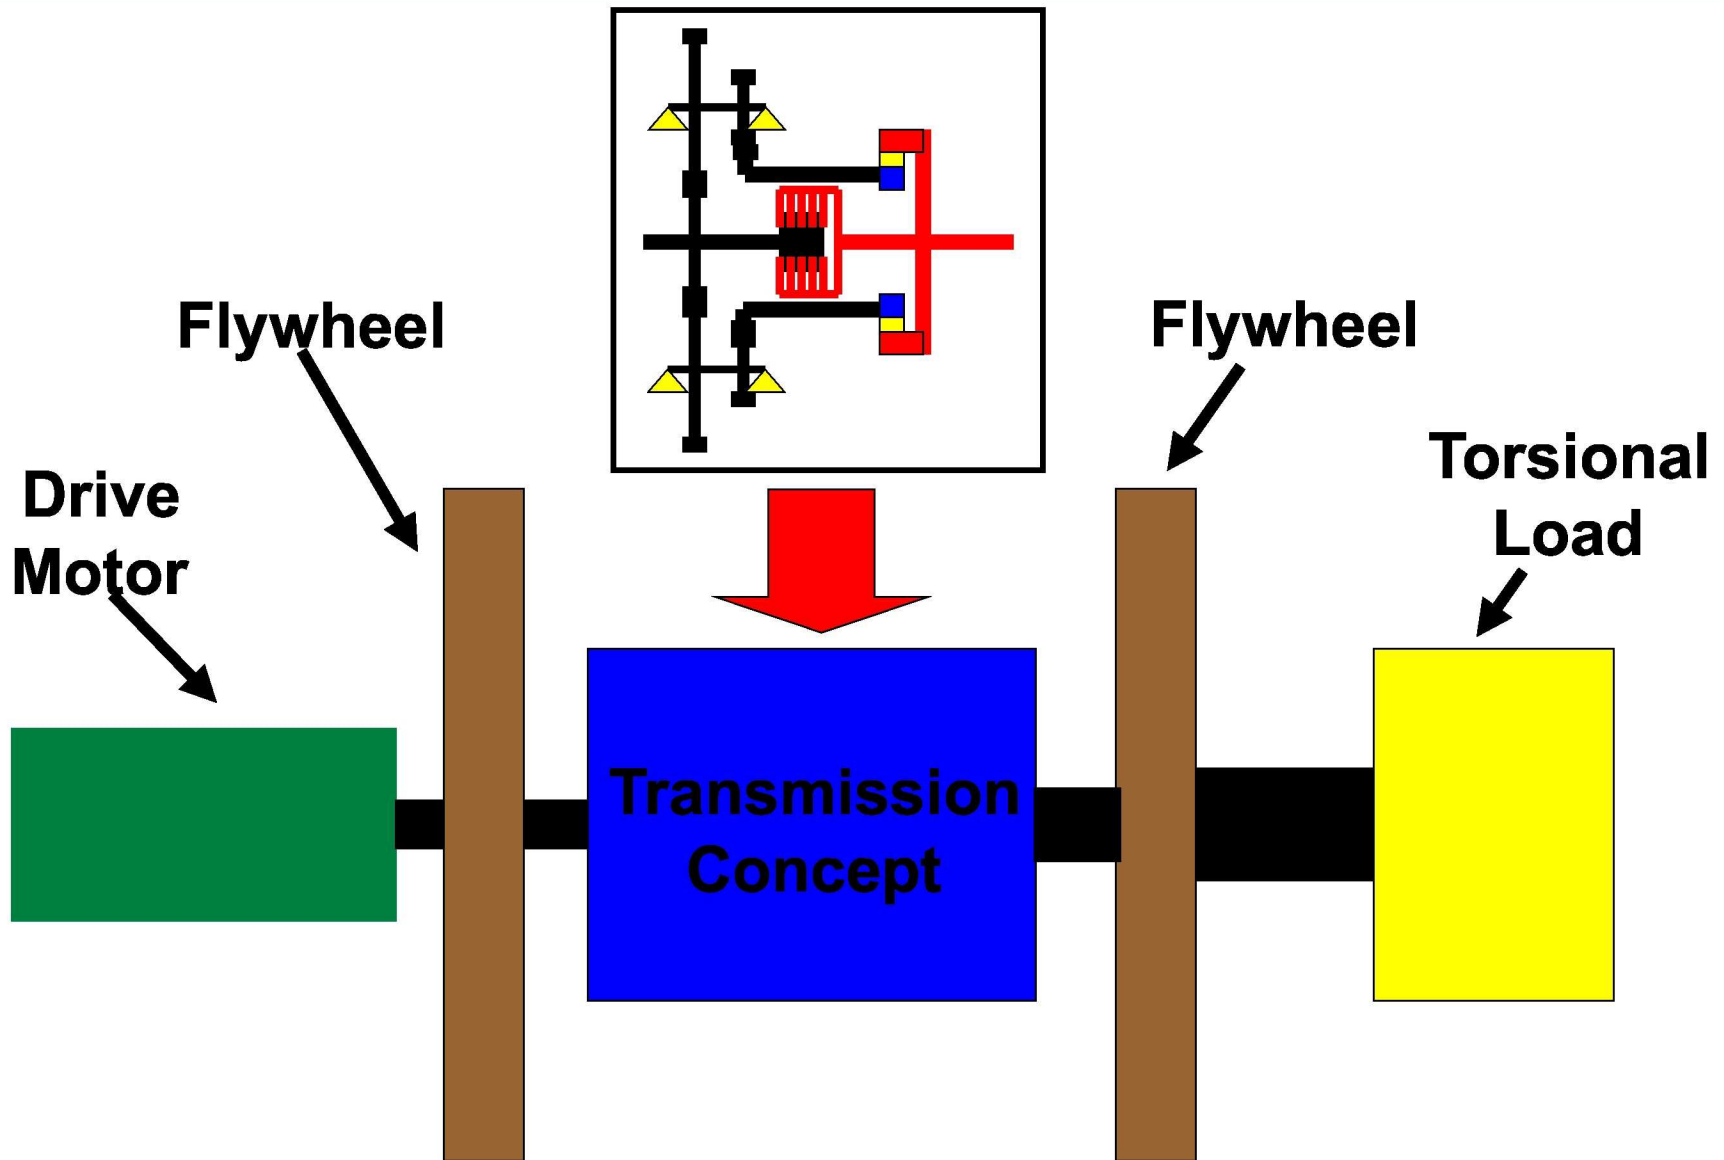 Flywheel
Flywheel
Drive
Motor
Torsional
Load
Transmission
Concept